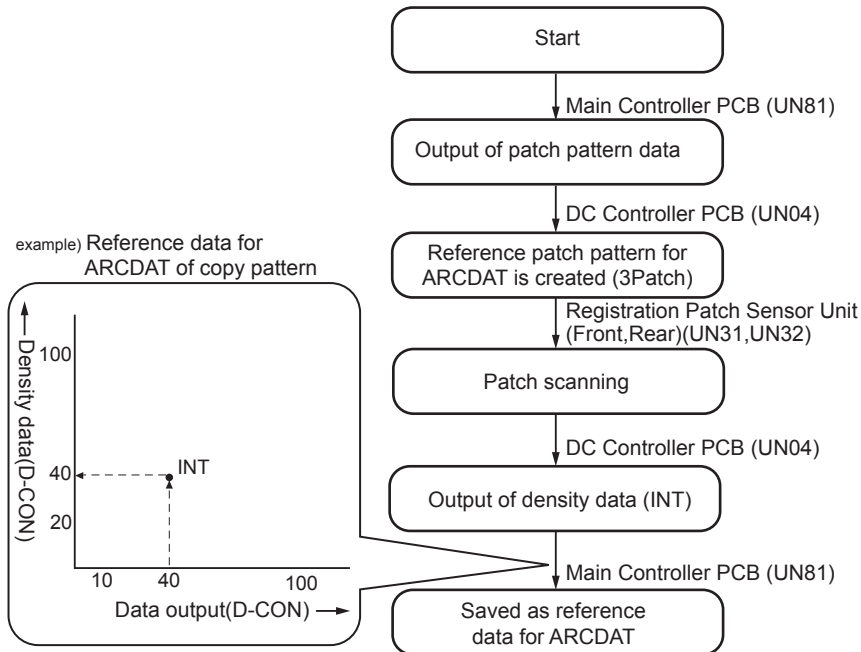 Start
Main Controller PCB (UN81)
Output of patch pattern data
DC Controller PCB (UN04)
Reference patch pattern for
ARCDAT is created (3Patch)
Registration Patch Sensor Unit
(Front,Rear)(UN31,UN32)
Patch scanning
DC Controller PCB (UN04)
Output of density data (INT)
Main Controller PCB (UN81)
Saved as reference
data for ARCDAT
example) Reference data for
ARCDAT of copy pattern
Density data(D-CON)
100
40
20
INT
10 40 100
Data output(D-CON)